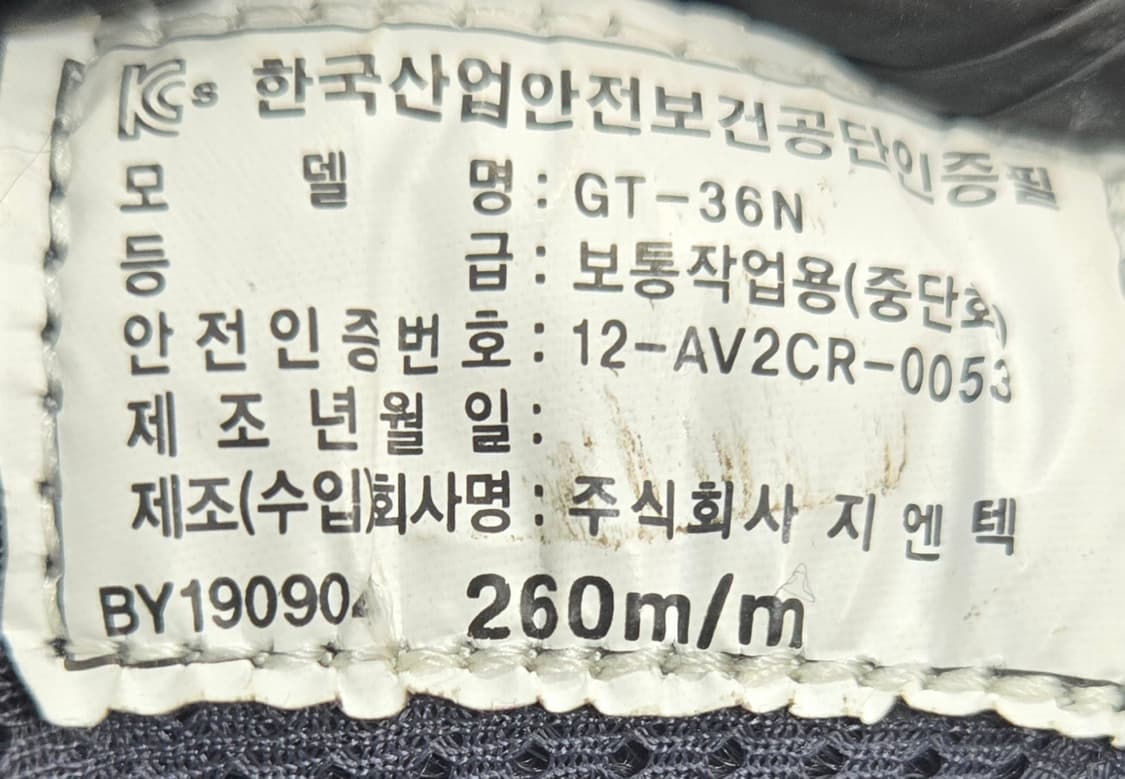 KCs 한국산업안전보건공단인증필
모 델 명 : GT-36N
등 급 : 보통작업용(중단화)
안전인증번호 : 12-AV2CR-0053
제조년월일 :
제조(수입)회사명 : 주식회사 지엔텍
BY190904 260m/m